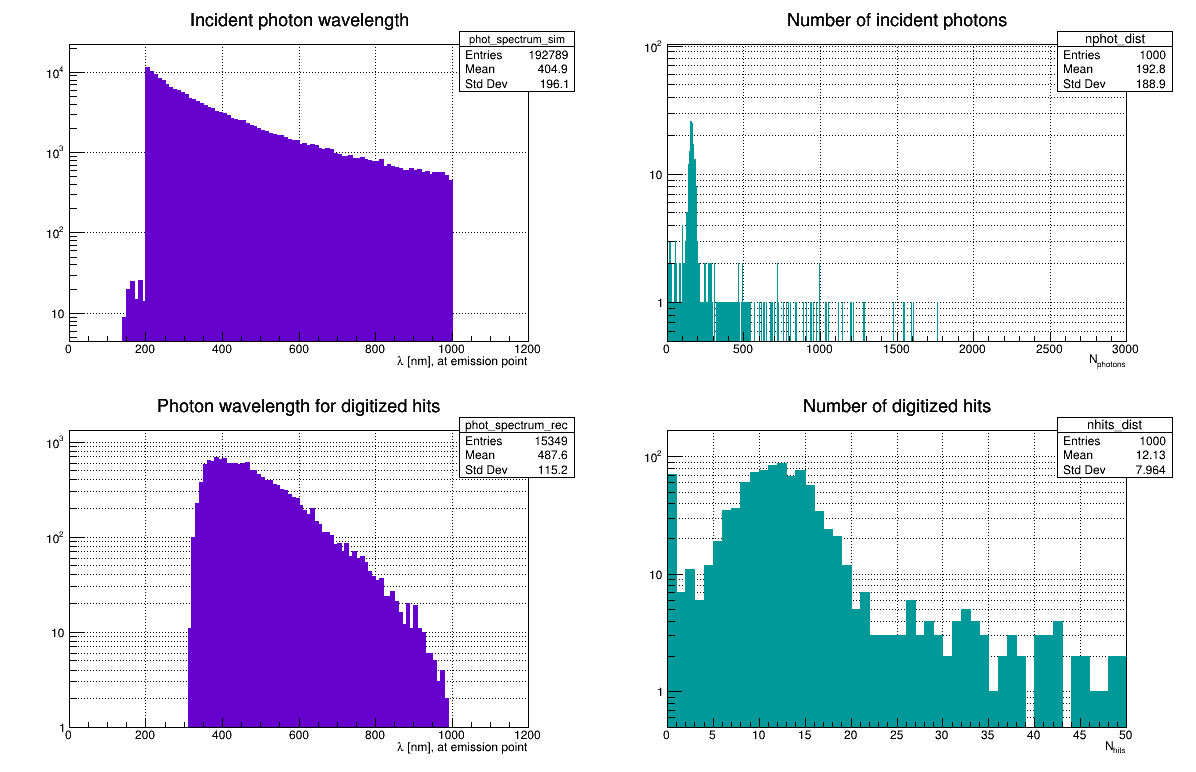 Incident photon wavelength
phot_spectrum_sim
Entries 192789
Mean 404.9
Std Dev 196.1
10⁴
10³
10²
10
0 200 400 600 800 1000 1200
λ [nm], at emission point
Number of incident photons
nphot_dist
Entries 1000
Mean 192.8
Std Dev 188.9
10²
10
1
0 500 1000 1500 2000 2500 3000
N_photons
Photon wavelength for digitized hits
phot_spectrum_rec
Entries 15349
Mean 487.6
Std Dev 115.2
10³
10²
10
1
0 200 400 600 800 1000 1200
λ [nm], at emission point
Number of digitized hits
nhits_dist
Entries 1000
Mean 12.13
Std Dev 7.964
10²
10
1
0 5 10 15 20 25 30 35 40 45 50
N_hits